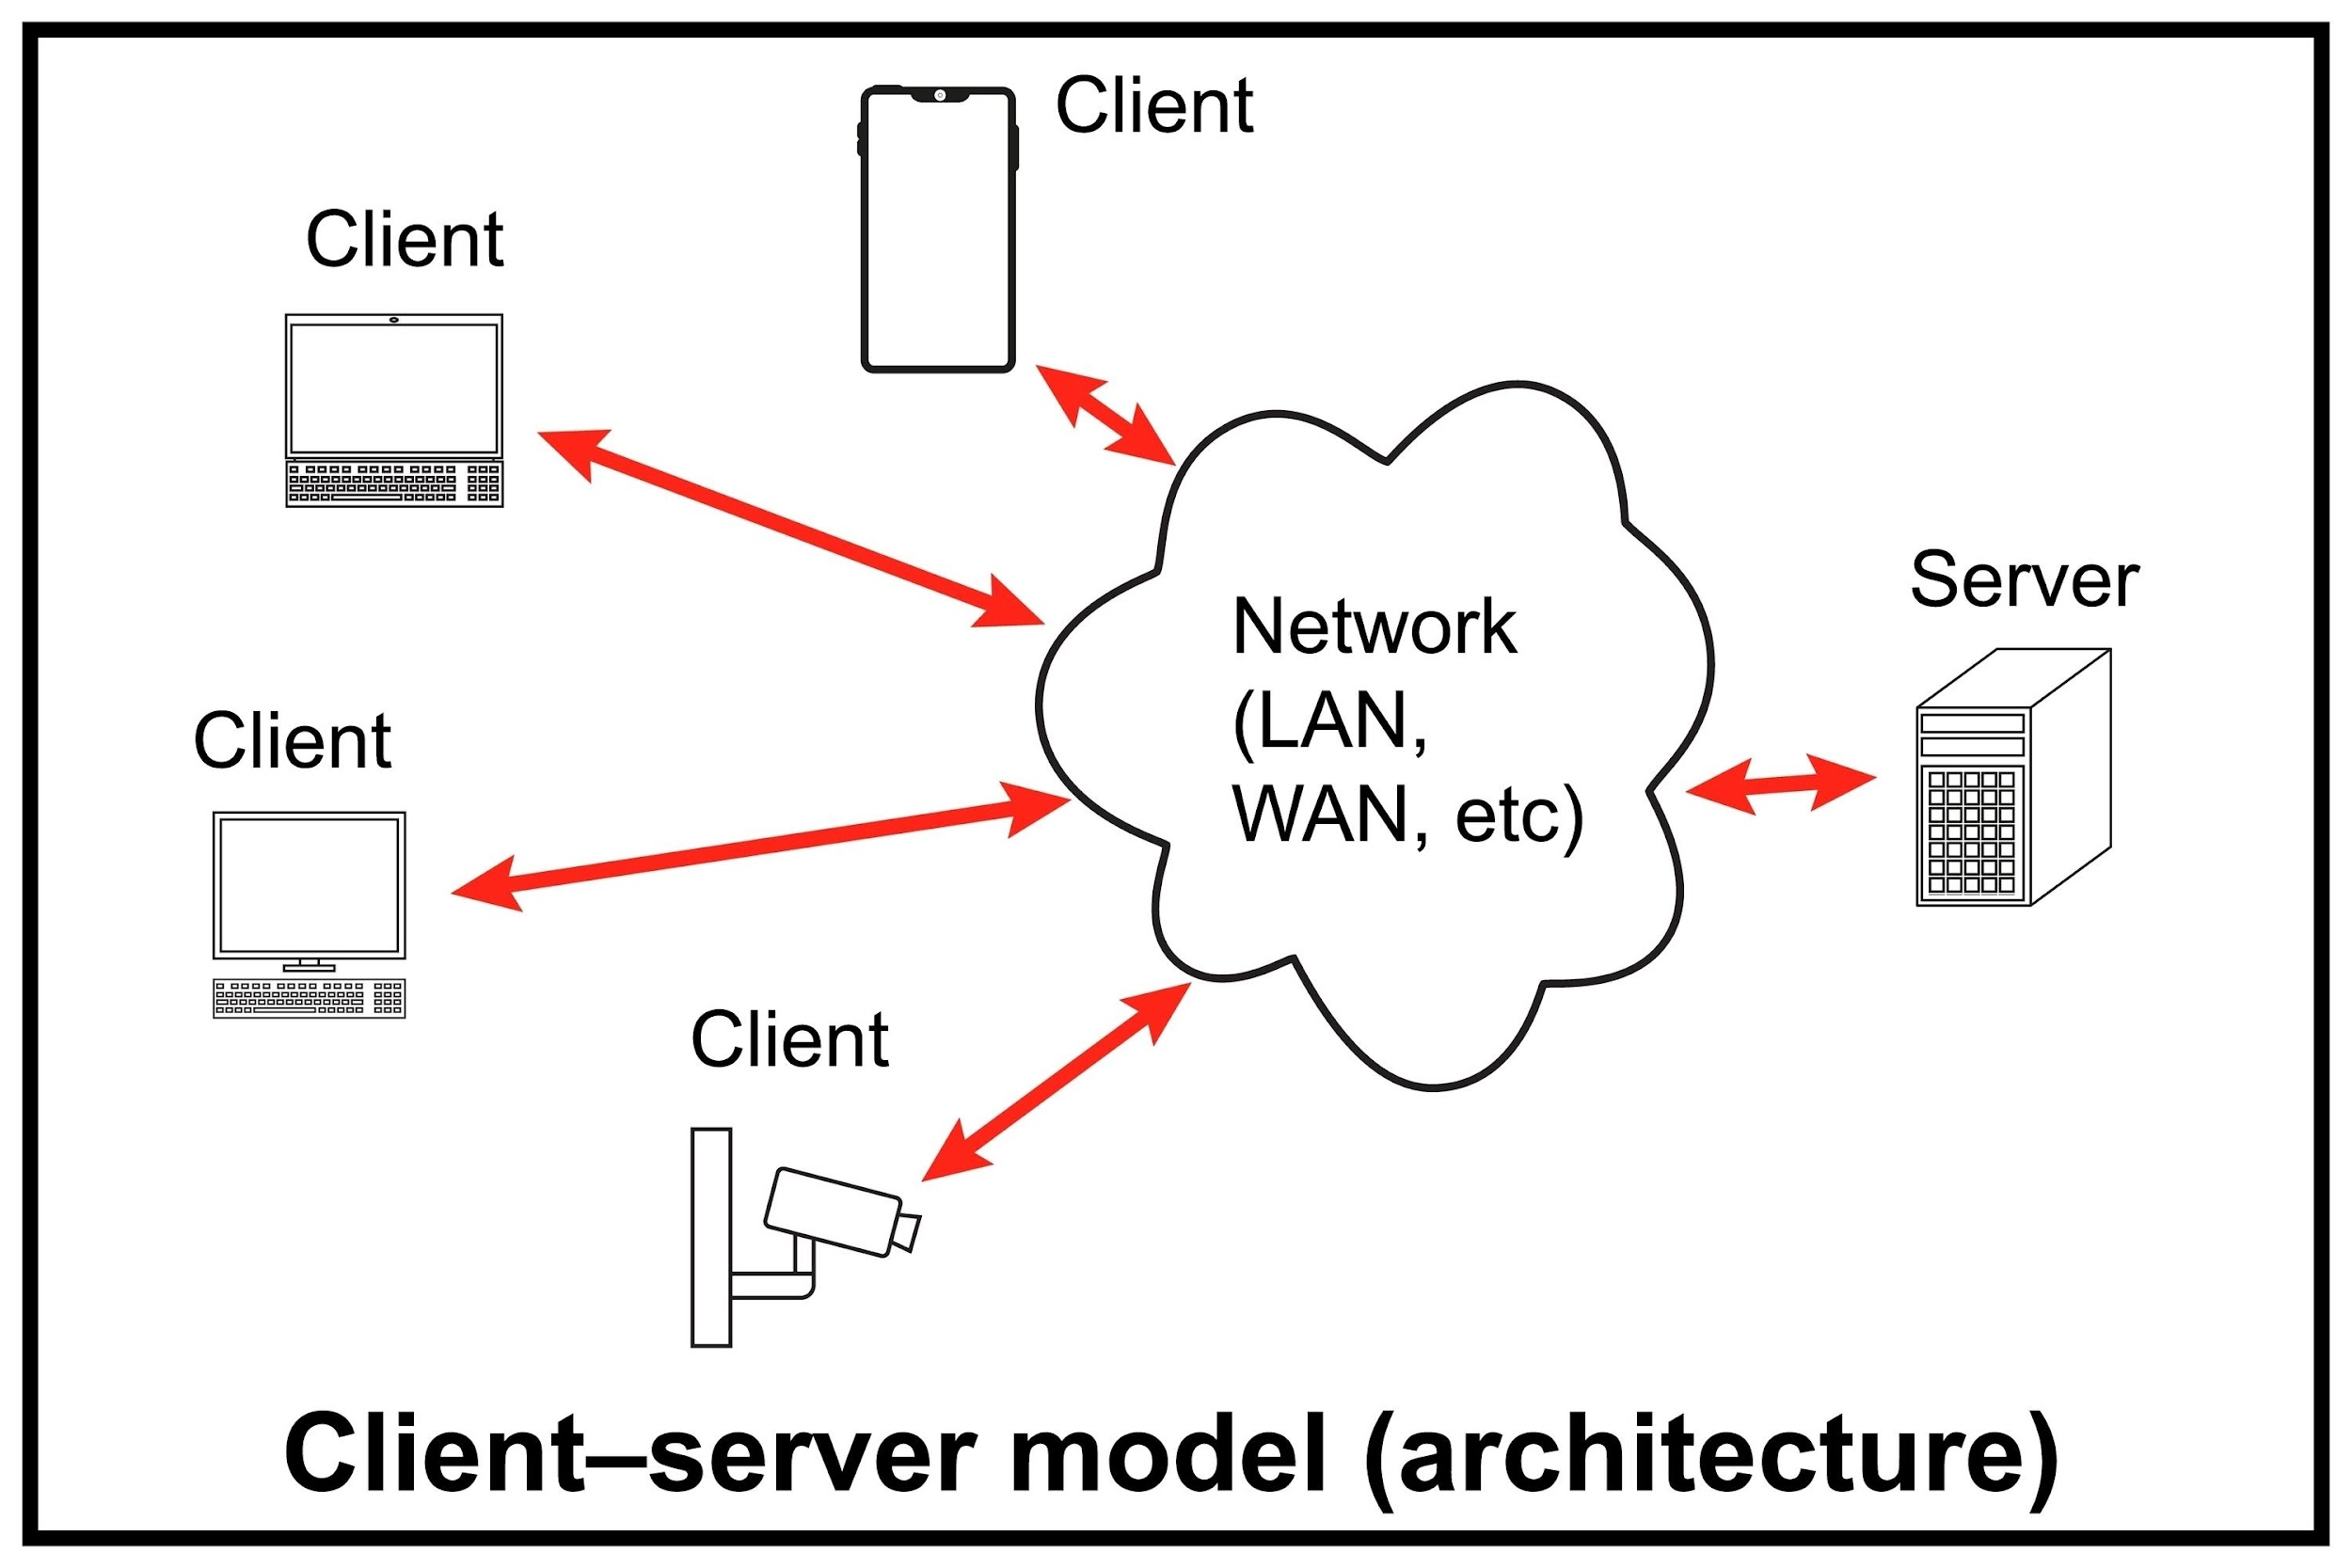 Client
Client
Client
Client
Network
(LAN,
WAN, etc)
Server
Client–server model (architecture)